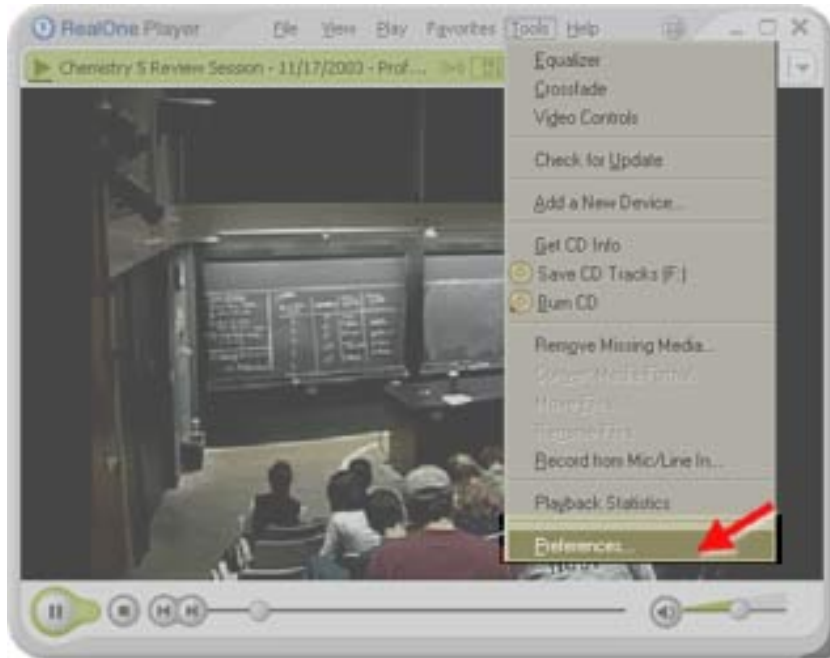 RealOne Player File View Play Favorites Tools Help
Chemistry 5 Review Session - 11/17/2003 - Prof...
Equalizer
Crossfade
Video Controls
Check for Update
Add a New Device...
Get CD Info
Save CD Tracks (F:)
Burn CD
Remove Missing Media...
Record from Mic/Line In...
Playback Statistics
Preferences...